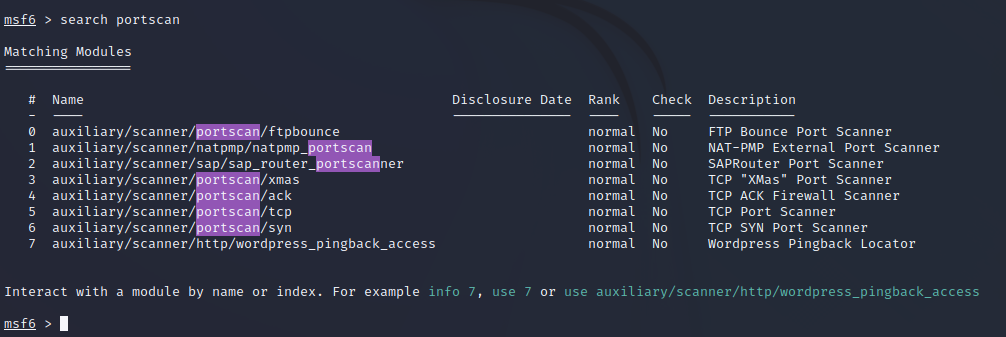 msf6 > search portscan
Matching Modules
================
#  Name                                         Disclosure Date  Rank    Check  Description
-  ----                                         ---------------  ----    -----  -----------
0  auxiliary/scanner/portscan/ftpbounce                          normal  No     FTP Bounce Port Scanner
1  auxiliary/scanner/natpmp/natpmp_portscan                      normal  No     NAT-PMP External Port Scanner
2  auxiliary/scanner/sap/sap_router_portscanner                  normal  No     SAPRouter Port Scanner
3  auxiliary/scanner/portscan/xmas                               normal  No     TCP "XMas" Port Scanner
4  auxiliary/scanner/portscan/ack                                normal  No     TCP ACK Firewall Scanner
5  auxiliary/scanner/portscan/tcp                                normal  No     TCP Port Scanner
6  auxiliary/scanner/portscan/syn                                normal  No     TCP SYN Port Scanner
7  auxiliary/scanner/http/wordpress_pingback_access              normal  No     Wordpress Pingback Locator
Interact with a module by name or index. For example info 7, use 7 or use auxiliary/scanner/http/wordpress_pingback_access
msf6 >